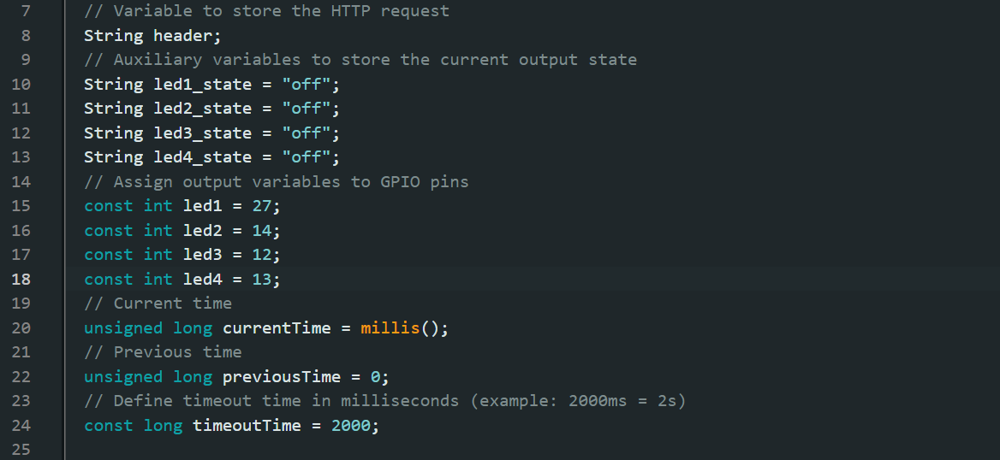 7 // Variable to store the HTTP request
8 String header;
9 // Auxiliary variables to store the current output state
10 String led1_state = "off";
11 String led2_state = "off";
12 String led3_state = "off";
13 String led4_state = "off";
14 // Assign output variables to GPIO pins
15 const int led1 = 27;
16 const int led2 = 14;
17 const int led3 = 12;
18 const int led4 = 13;
19 // Current time
20 unsigned long currentTime = millis();
21 // Previous time
22 unsigned long previousTime = 0;
23 // Define timeout time in milliseconds (example: 2000ms = 2s)
24 const long timeoutTime = 2000;
25